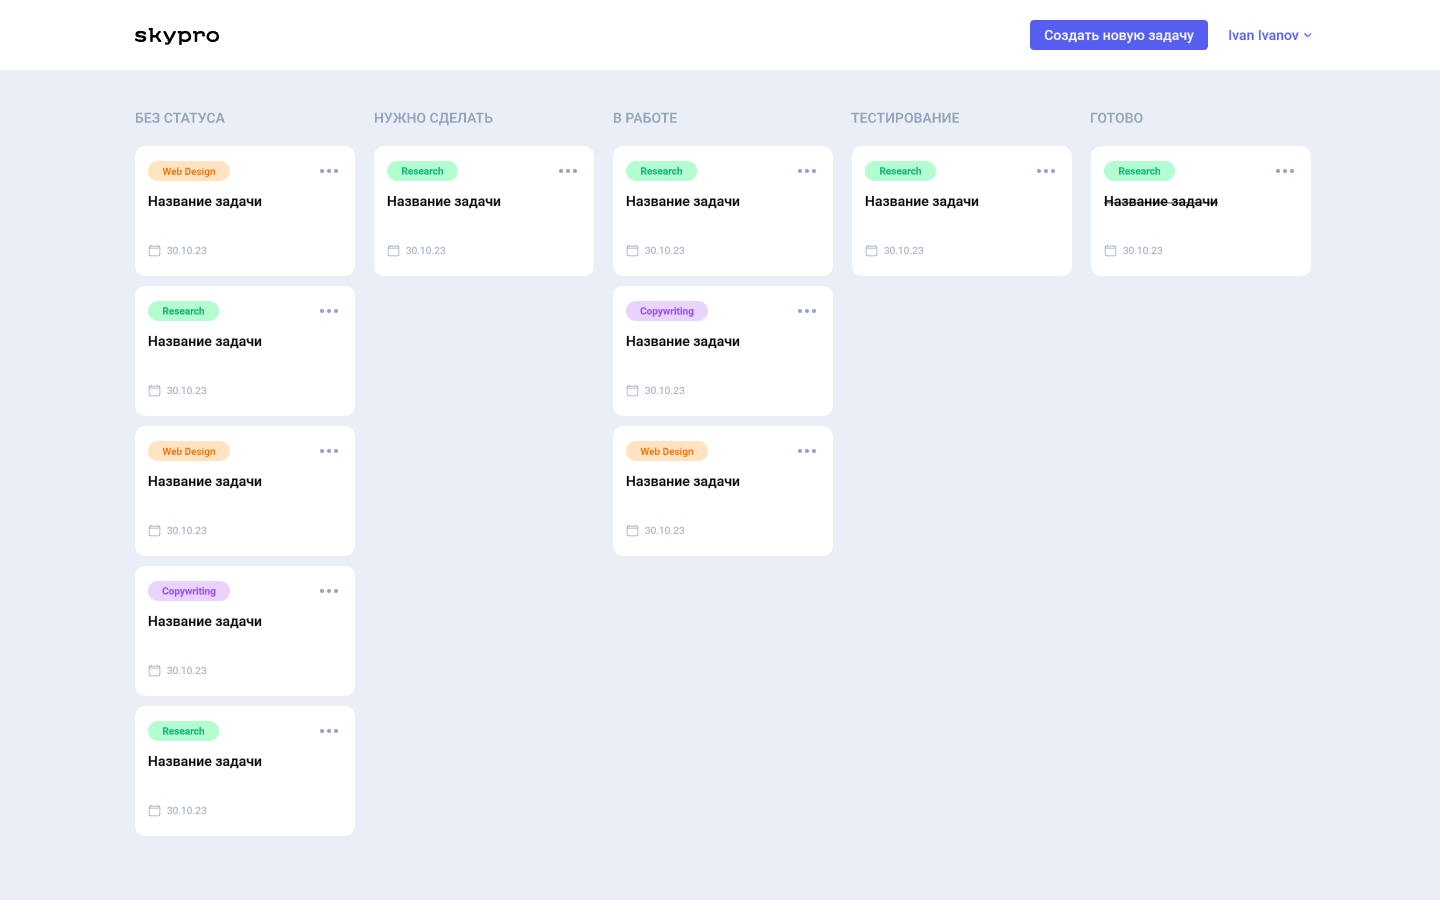 skypro
Создать новую задачу
Ivan Ivanov
БЕЗ СТАТУСА
Web Design
Название задачи
30.10.23
Research
Название задачи
30.10.23
Web Design
Название задачи
30.10.23
Copywriting
Название задачи
30.10.23
Research
Название задачи
30.10.23
НУЖНО СДЕЛАТЬ
Research
Название задачи
30.10.23
В РАБОТЕ
Research
Название задачи
30.10.23
Copywriting
Название задачи
30.10.23
Web Design
Название задачи
30.10.23
ТЕСТИРОВАНИЕ
Research
Название задачи
30.10.23
ГОТОВО
Research
Название задачи
30.10.23